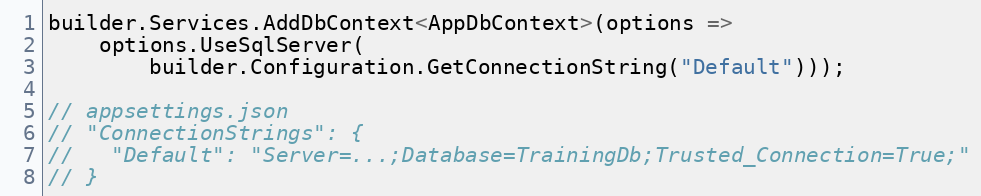 1 builder.Services.AddDbContext<AppDbContext>(options =>
2     options.UseSqlServer(
3         builder.Configuration.GetConnectionString("Default")));
4
5 // appsettings.json
6 // "ConnectionStrings": {
7 //   "Default": "Server=...;Database=TrainingDb;Trusted_Connection=True;"
8 // }